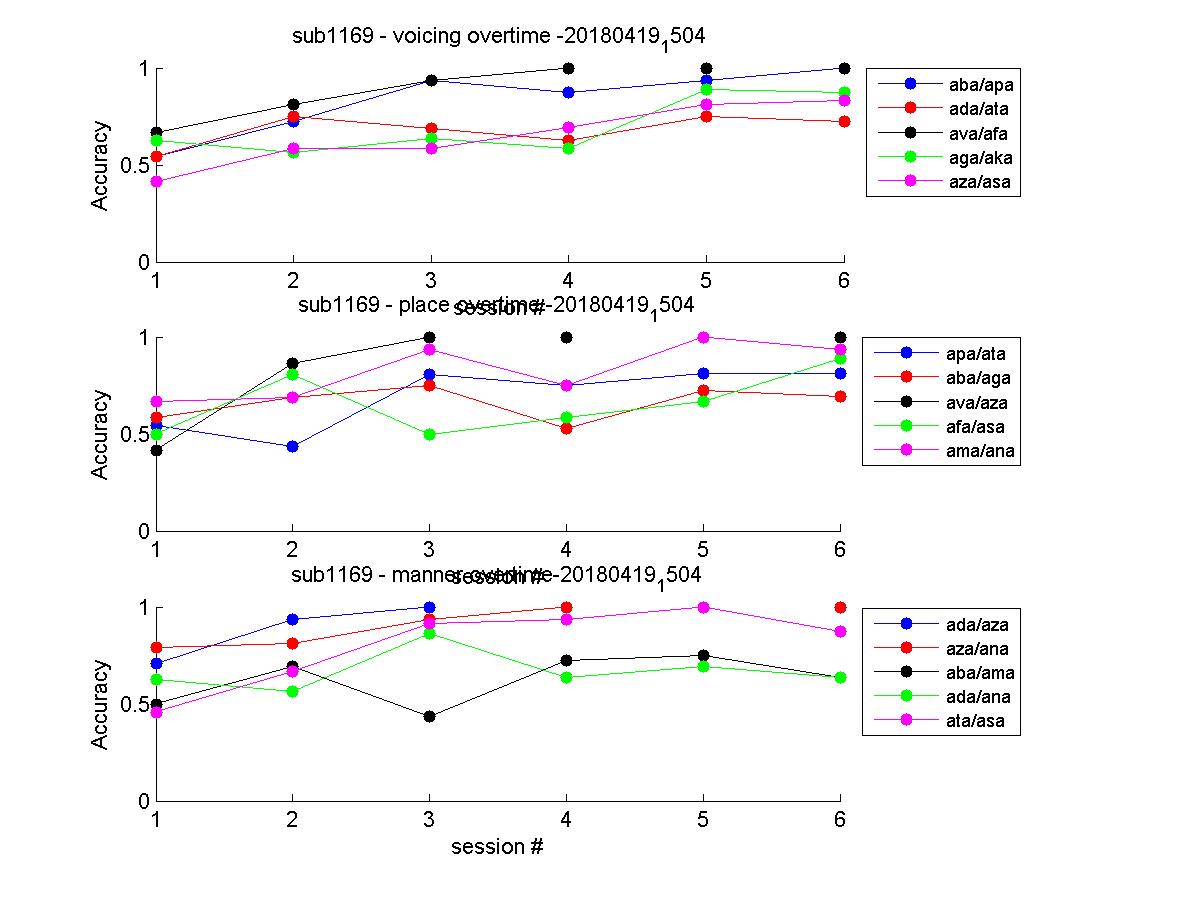 sub1169 - voicing overtime -20180419_1504
1
0.5
0
Accuracy
1 2 3 4 5 6
session #
aba/apa
ada/ata
ava/afa
aga/aka
aza/asa
sub1169 - place overtime -20180419_1504
1
0.5
0
Accuracy
1 2 3 4 5 6
session #
apa/ata
aba/aga
ava/aza
afa/asa
ama/ana
sub1169 - manner overtime -20180419_1504
1
0.5
0
Accuracy
1 2 3 4 5 6
session #
ada/aza
aza/ana
aba/ama
ada/ana
ata/asa